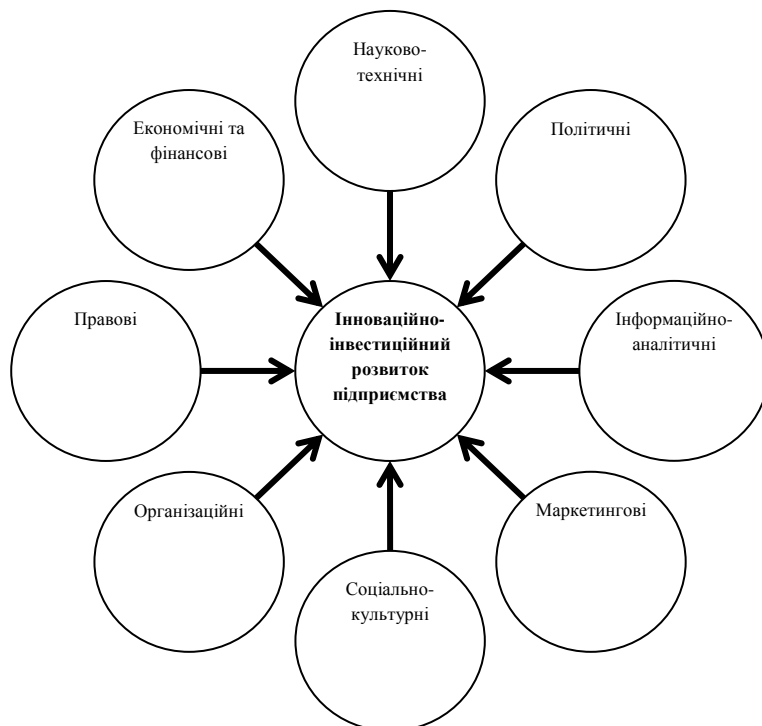 Науково-
технічні
Економічні та
фінансові
Політичні
Правові
Інноваційно-
інвестиційний
розвиток
підприємства
Інформаційно-
аналітичні
Організаційні
Маркетингові
Соціально-
культурні